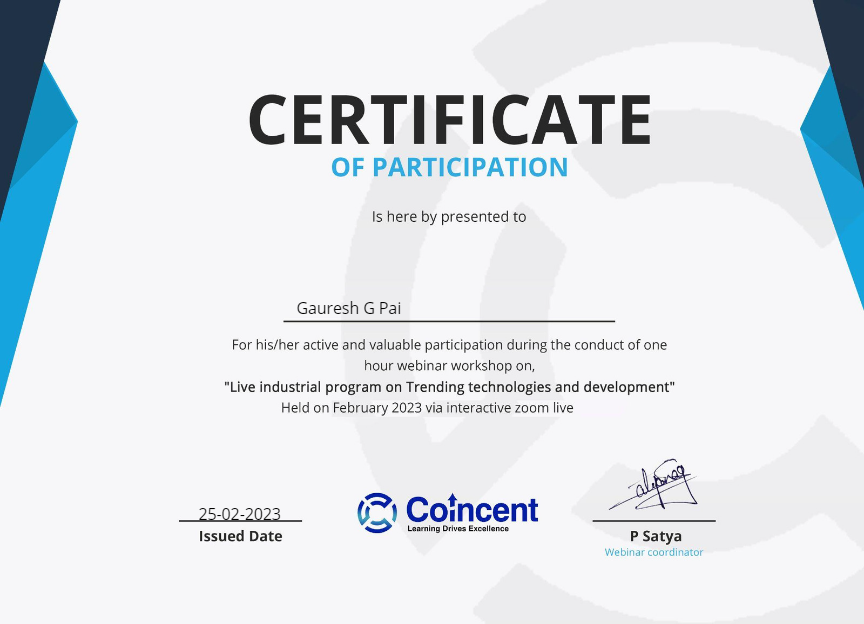 CERTIFICATE
OF PARTICIPATION
Is here by presented to
Gauresh G Pai
For his/her active and valuable participation during the conduct of one
hour webinar workshop on,
"Live industrial program on Trending technologies and development"
Held on February 2023 via interactive zoom live
25-02-2023
Issued Date
Coincent
Learning Drives Excellence
P Satya
Webinar coordinator